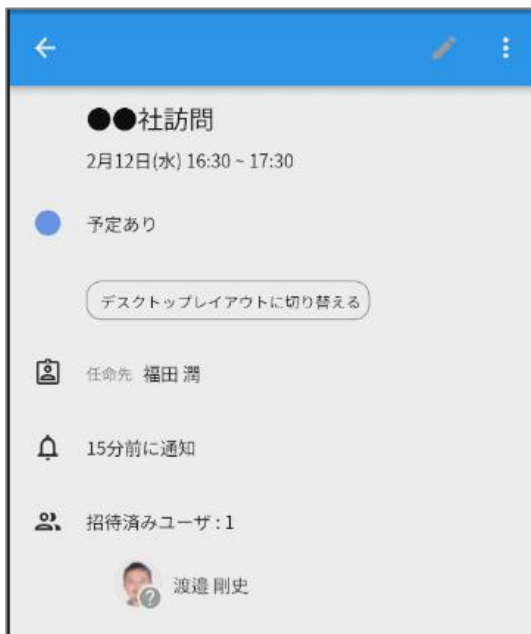 ●●社訪問
2月12日(水) 16:30 ~ 17:30
予定あり
デスクトップレイアウトに切り替える
任命先 福田 潤
15分前に通知
招待済みユーザ : 1
渡邉 剛史